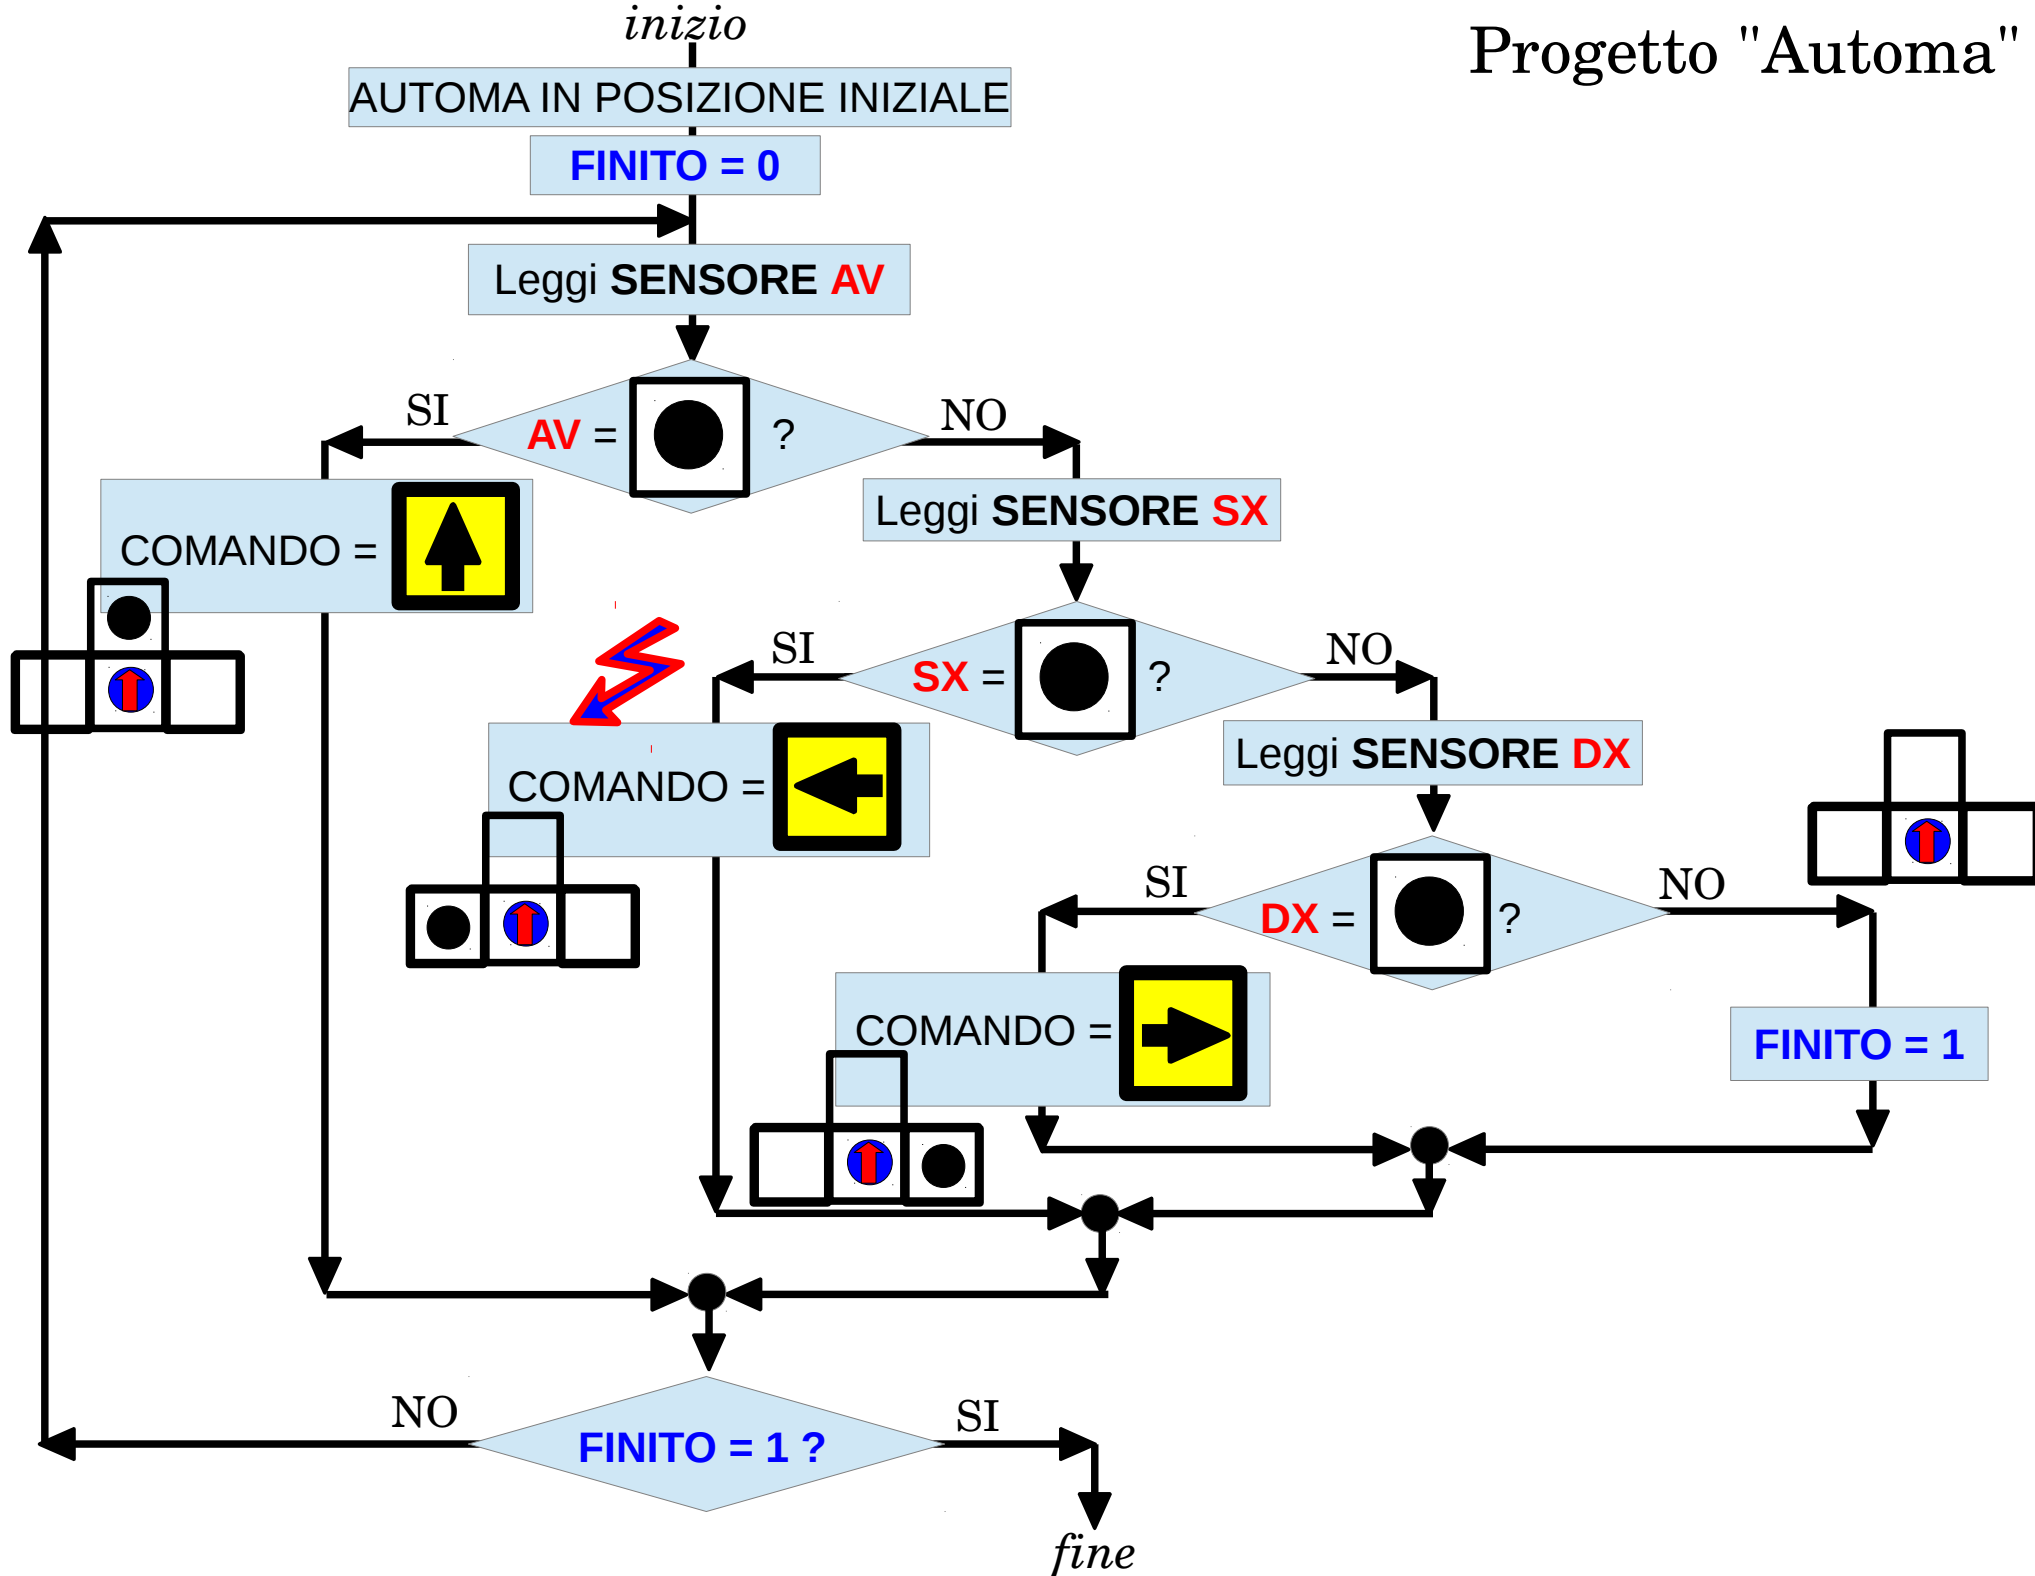 inizio
Progetto "Automa"
AUTOMA IN POSIZIONE INIZIALE
FINITO = 0
Leggi SENSORE AV
SI
AV = ?
NO
COMANDO =
Leggi SENSORE SX
SI
SX = ?
NO
COMANDO =
Leggi SENSORE DX
SI
DX = ?
NO
COMANDO =
FINITO = 1
NO
FINITO = 1 ?
SI
fine